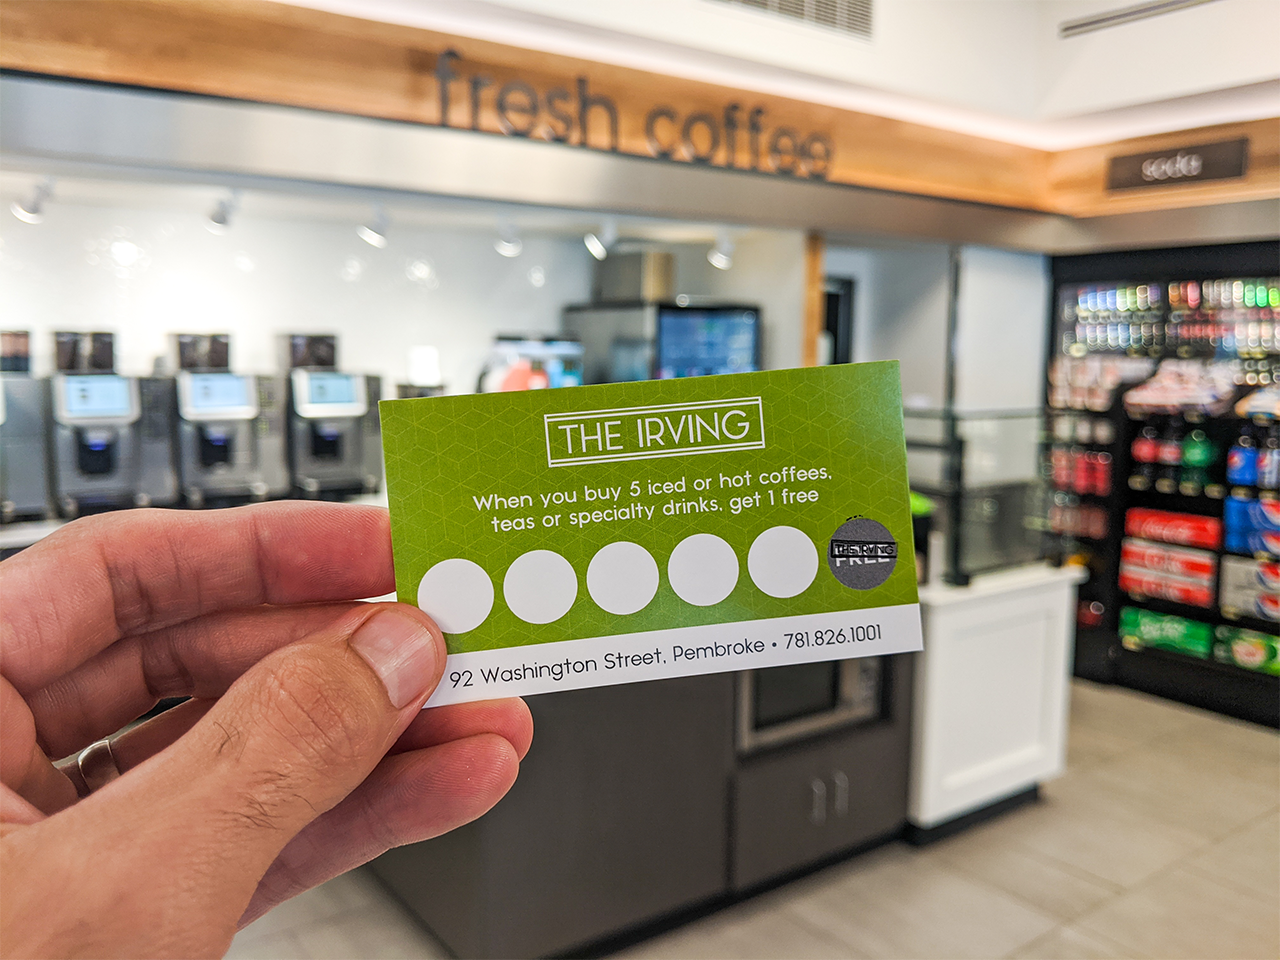 fresh coffee
soda
THE IRVING
When you buy 5 iced or hot coffees,
teas or specialty drinks, get 1 free
THE IRVING
FREE
92 Washington Street, Pembroke • 781.826.1001